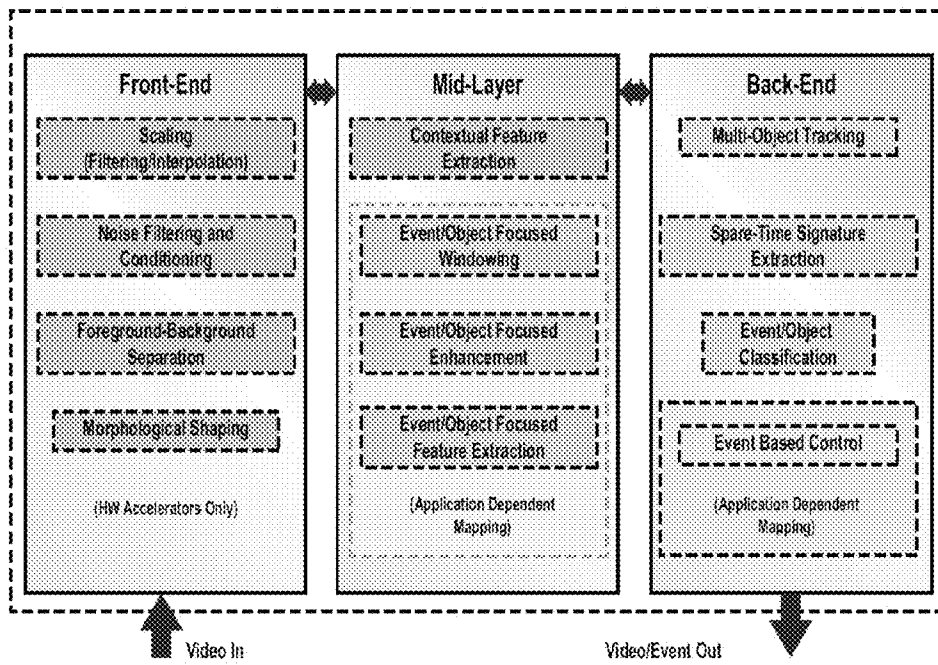 Front-End
Scaling
(Filtering/Interpolation)
Noise Filtering and
Conditioning
Foreground-Background
Separation
Morphological Shaping
(HW Accelerators Only)
Mid-Layer
Contextual Feature
Extraction
Event/Object Focused
Windowing
Event/Object Focused
Enhancement
Event/Object Focused
Feature Extraction
(Application Dependent
Mapping)
Back-End
Multi-Object Tracking
Spare-Time Signature
Extraction
Event/Object
Classification
Event Based Control
(Application Dependent
Mapping)
Video In
Video/Event Out